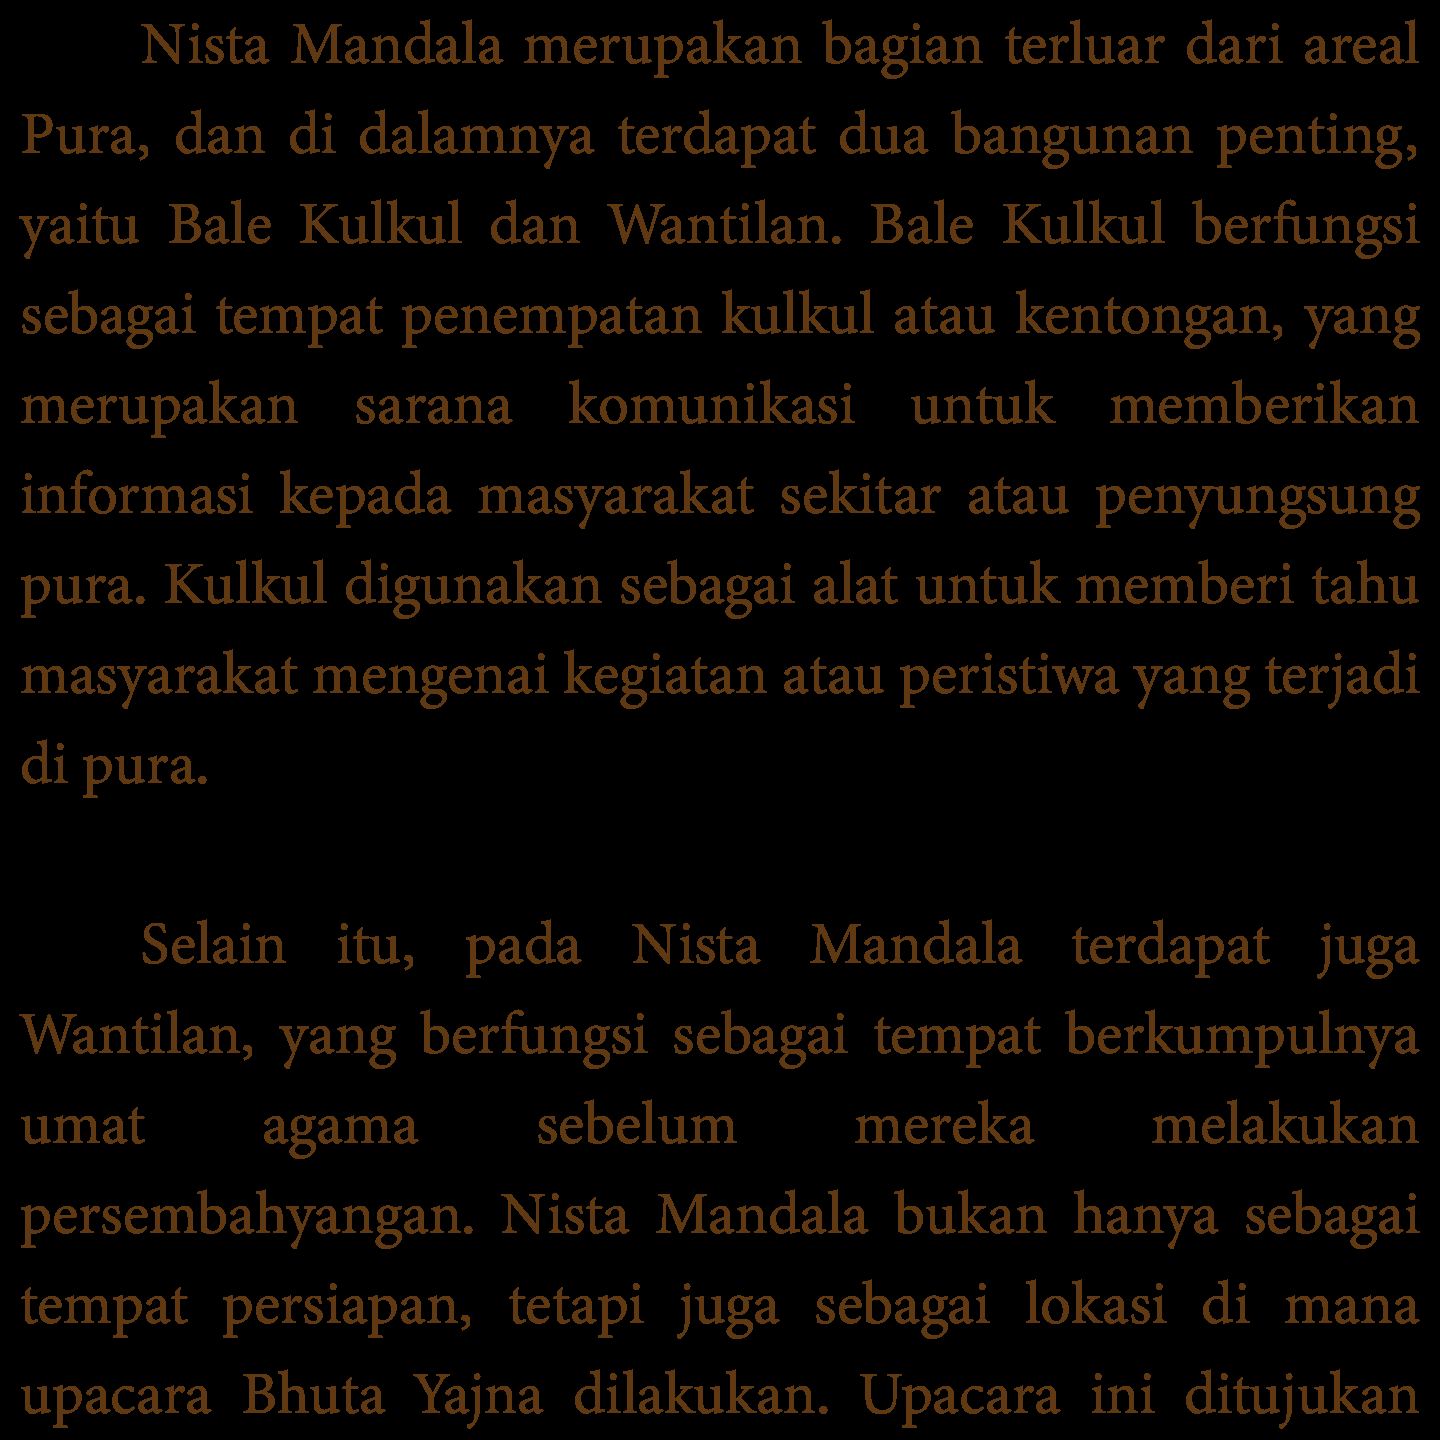 Nista Mandala merupakan bagian terluar dari areal
Pura, dan di dalamnya terdapat dua bangunan penting,
yaitu Bale Kulkul dan Wantilan. Bale Kulkul berfungsi
sebagai tempat penempatan kulkul atau kentongan, yang
merupakan sarana komunikasi untuk memberikan
informasi kepada masyarakat sekitar atau penyungsung
pura. Kulkul digunakan sebagai alat untuk memberi tahu
masyarakat mengenai kegiatan atau peristiwa yang terjadi
di pura.
Selain itu, pada Nista Mandala terdapat juga
Wantilan, yang berfungsi sebagai tempat berkumpulnya
umat agama sebelum mereka melakukan
persembahyangan. Nista Mandala bukan hanya sebagai
tempat persiapan, tetapi juga sebagai lokasi di mana
upacara Bhuta Yajna dilakukan. Upacara ini ditujukan